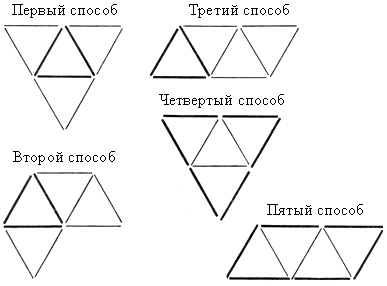 Первый способ
Третий способ
Четвертый способ
Второй способ
Пятый способ